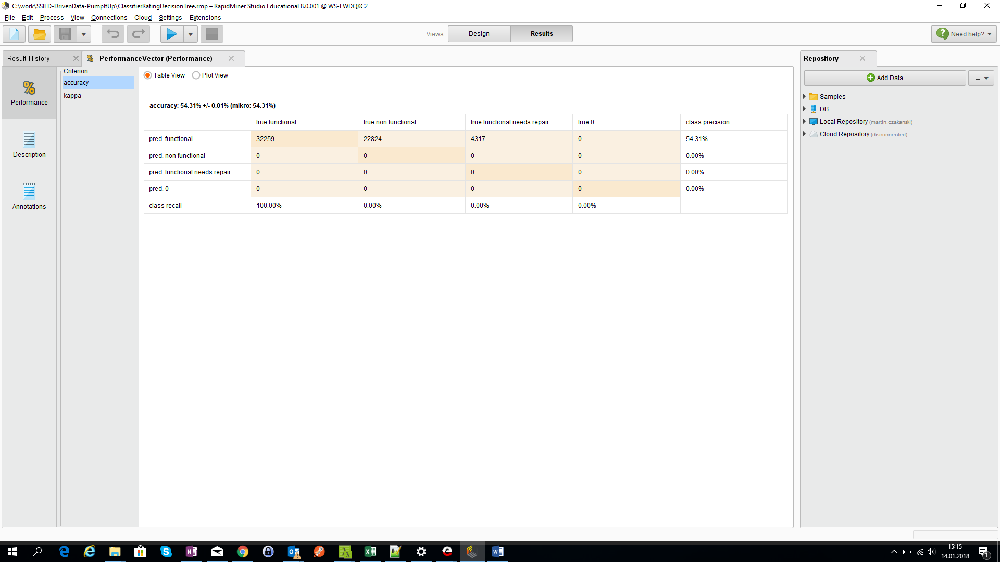 C:\work\SSIED-DrivenData-PumpItUp\ClassifierRatingDecisionTree.rmp – RapidMiner Studio Educational 8.0.001 @ WS-FWDQKC2
File Edit Process View Connections Cloud Settings Extensions
Views: Design Results Need help?
Result History PerformanceVector (Performance) Repository
Criterion
accuracy
kappa
Performance
Description
Annotations
Table View Plot View
accuracy: 54.31% +/- 0.01% (mikro: 54.31%)
true functional true non functional true functional needs repair true 0 class precision
pred. functional 32259 22824 4317 0 54.31%
pred. non functional 0 0 0 0 0.00%
pred. functional needs repair 0 0 0 0 0.00%
pred. 0 0 0 0 0 0.00%
class recall 100.00% 0.00% 0.00% 0.00%
Add Data
Samples
DB
Local Repository (martin.czakanski)
Cloud Repository (disconnected)
15:15
14.01.2018
1